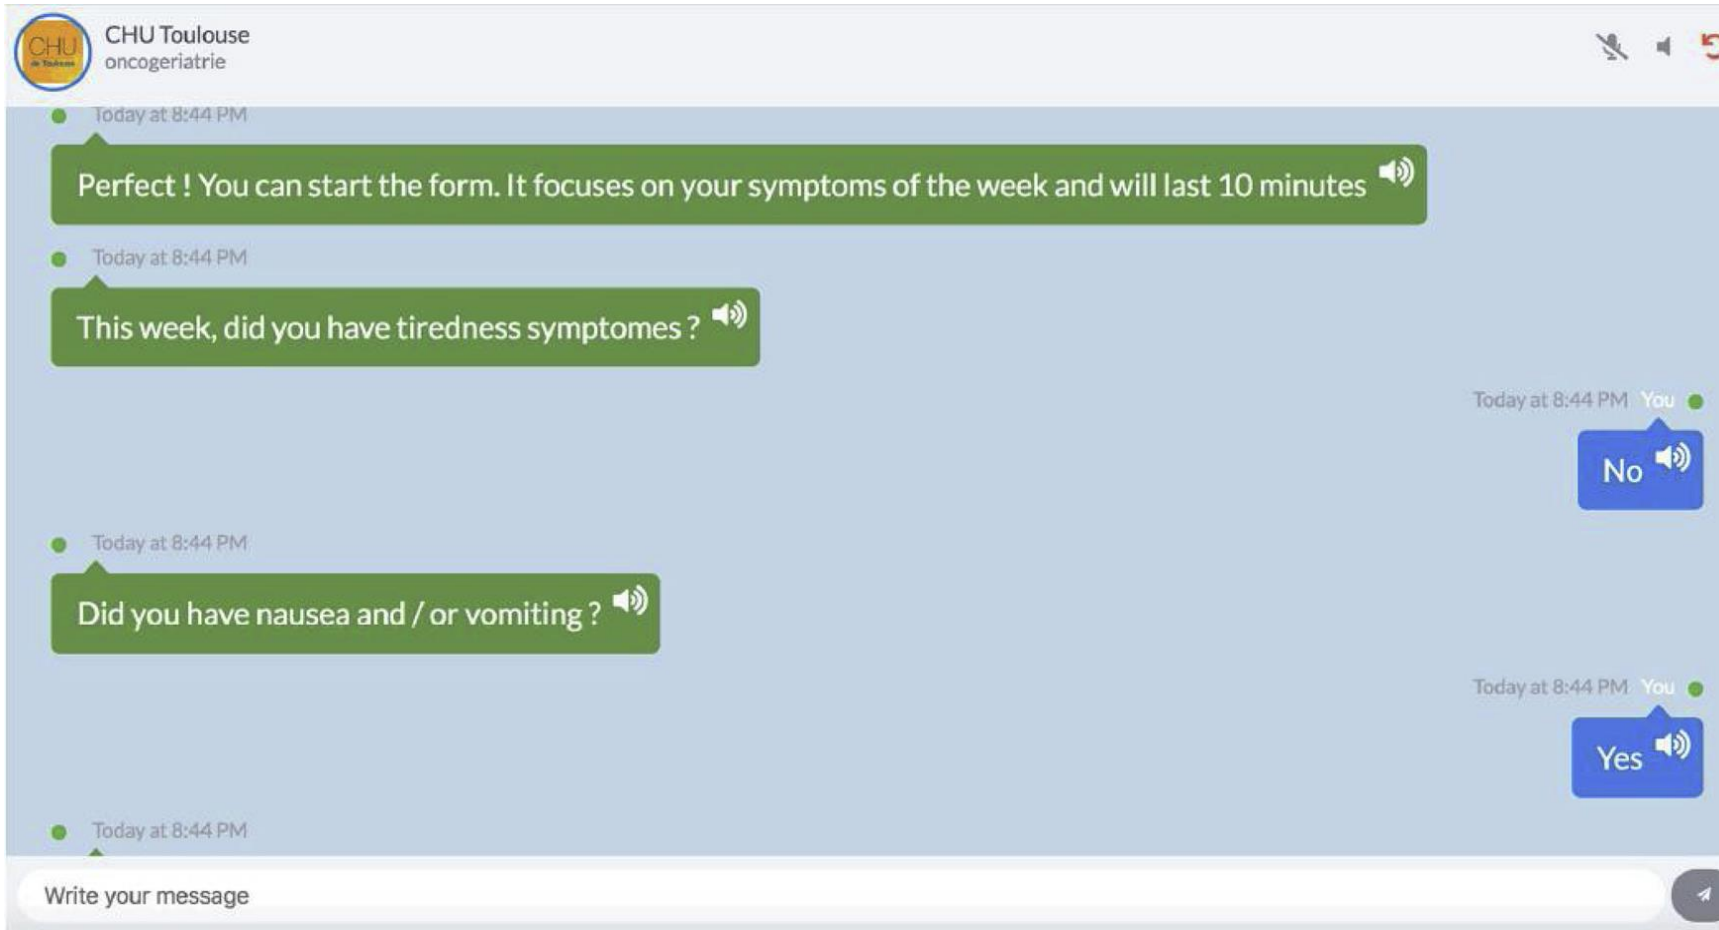 CHU
de Toulouse
CHU Toulouse
oncogeriatrie
Today at 8:44 PM
Perfect ! You can start the form. It focuses on your symptoms of the week and will last 10 minutes
Today at 8:44 PM
This week, did you have tiredness symptomes ?
Today at 8:44 PM You
No
Today at 8:44 PM
Did you have nausea and / or vomiting ?
Today at 8:44 PM You
Yes
Today at 8:44 PM
Write your message